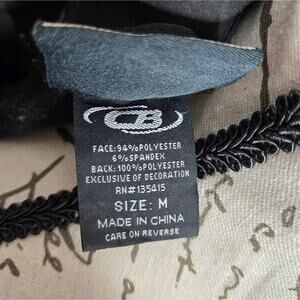 CB
FACE: 94%POLYESTER
6%SPANDEX
BACK: 100%POLYESTER
EXCLUSIVE OF DECORATION
RN#135415
SIZE: M
MADE IN CHINA
CARE ON REVERSE